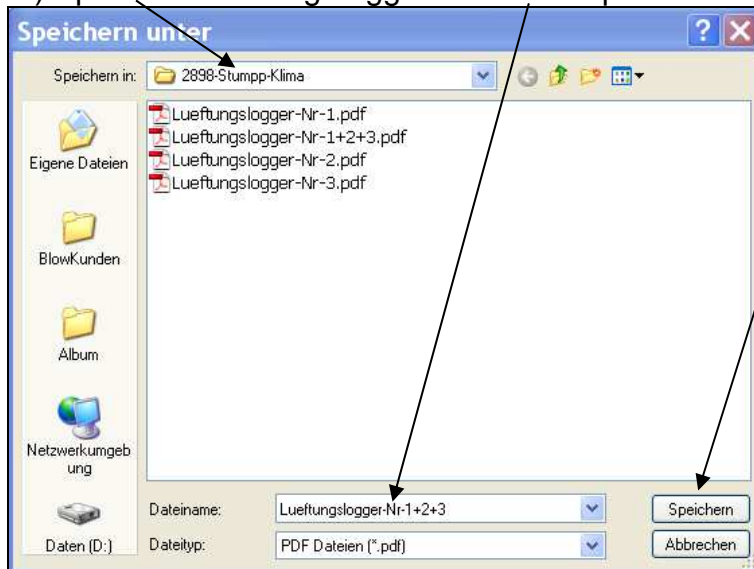 Speichern unter
Speichern in: 2898-Stumpp-Klima
Lueftungslogger-Nr-1.pdf
Lueftungslogger-Nr-1+2+3.pdf
Lueftungslogger-Nr-2.pdf
Lueftungslogger-Nr-3.pdf
Eigene Dateien
BlowKunden
Album
Netzwerkumgeb
ung
Daten (D:)
Dateiname: Lueftungslogger-Nr-1+2+3 Speichern
Dateityp: PDF Dateien (*.pdf) Abbrechen